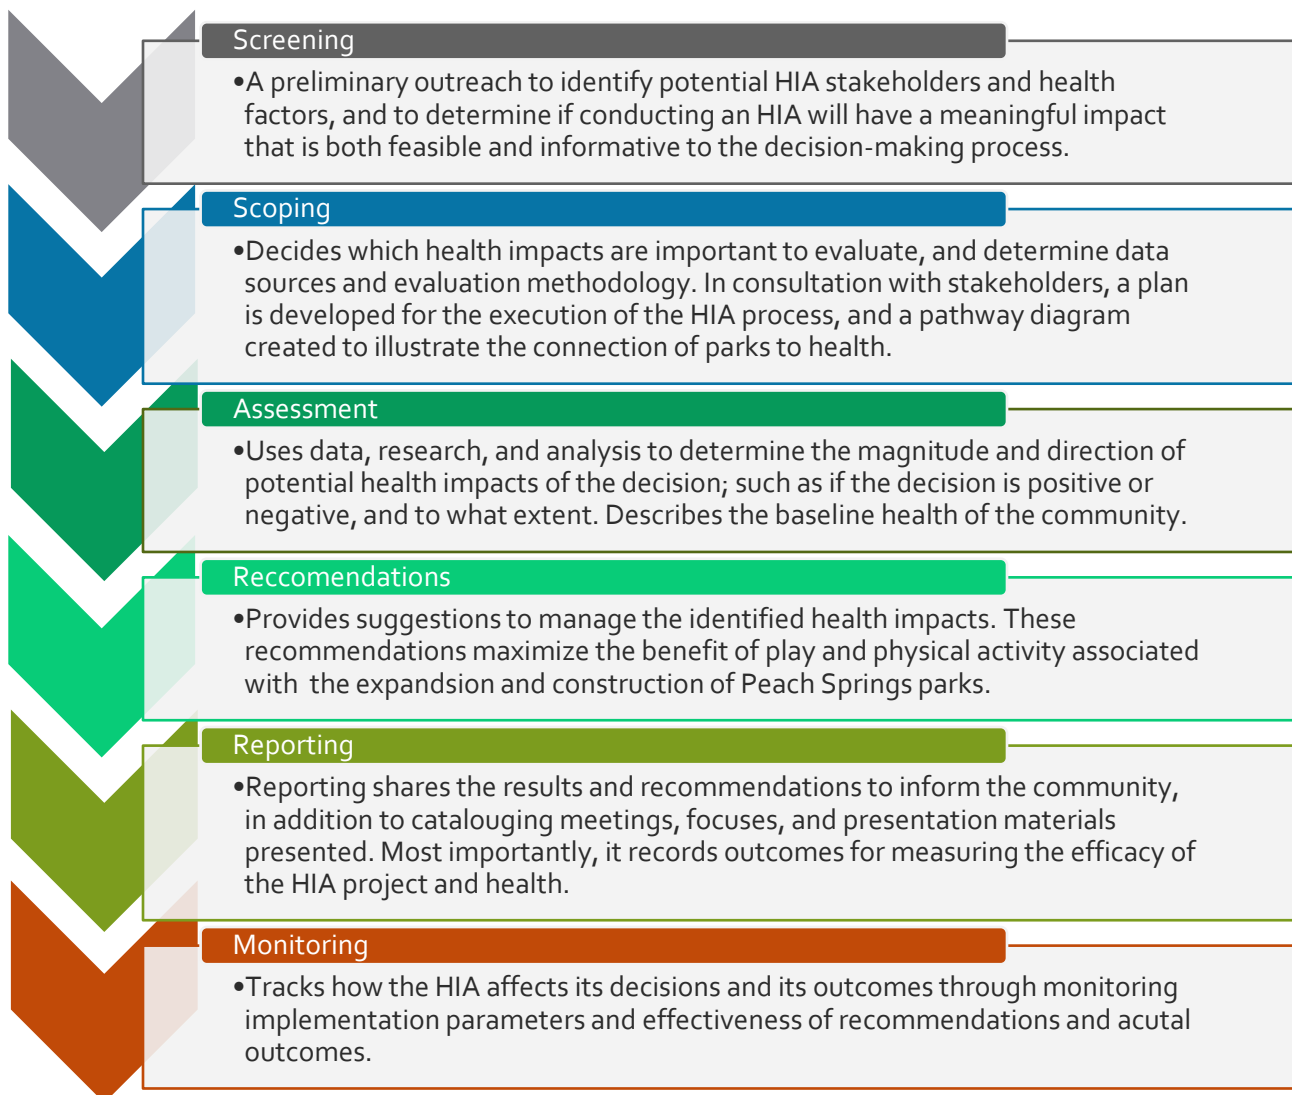 Screening
•A preliminary outreach to identify potential HIA stakeholders and health
factors, and to determine if conducting an HIA will have a meaningful impact
that is both feasible and informative to the decision-making process.
Scoping
•Decides which health impacts are important to evaluate, and determine data
sources and evaluation methodology. In consultation with stakeholders, a plan
is developed for the execution of the HIA process, and a pathway diagram
created to illustrate the connection of parks to health.
Assessment
•Uses data, research, and analysis to determine the magnitude and direction of
potential health impacts of the decision; such as if the decision is positive or
negative, and to what extent. Describes the baseline health of the community.
Reccomendations
•Provides suggestions to manage the identified health impacts. These
recommendations maximize the benefit of play and physical activity associated
with  the expandsion and construction of Peach Springs parks.
Reporting
•Reporting shares the results and recommendations to inform the community,
in addition to catalouging meetings, focuses, and presentation materials
presented. Most importantly, it records outcomes for measuring the efficacy of
the HIA project and health.
Monitoring
•Tracks how the HIA affects its decisions and its outcomes through monitoring
implementation parameters and effectiveness of recommendations and acutal
outcomes.